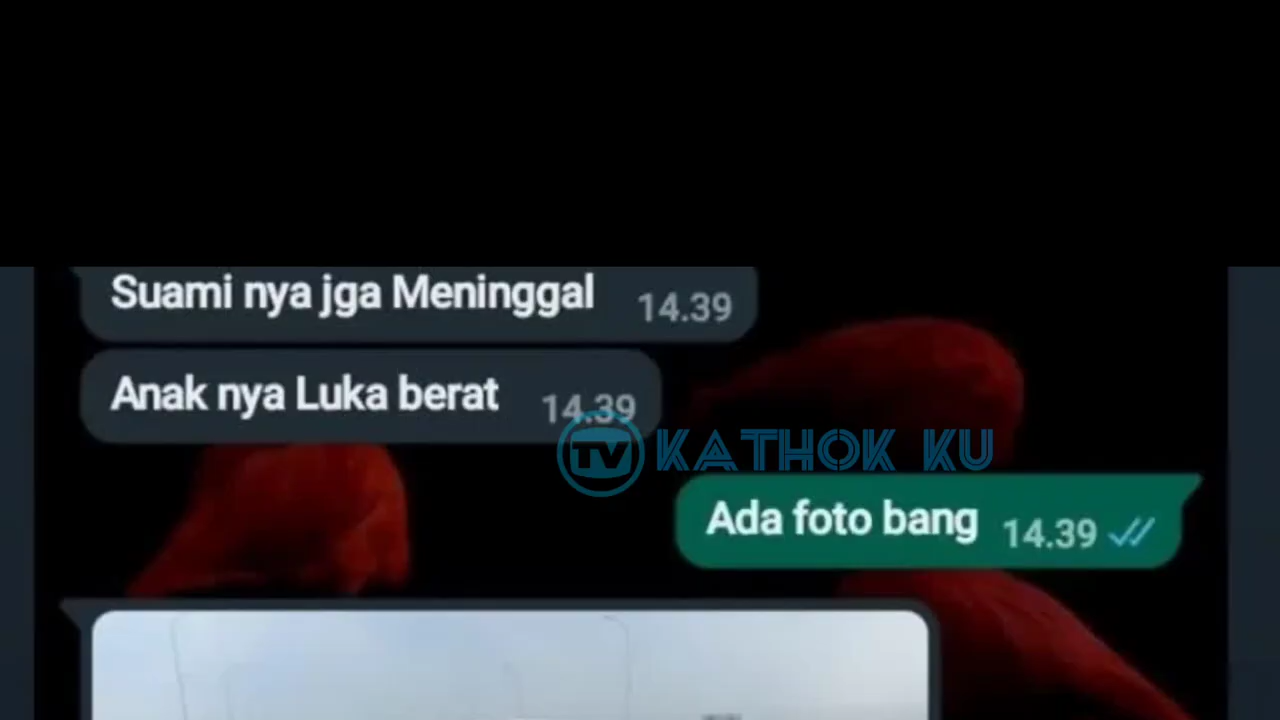 Suami nya jga Meninggal 14.39
Anak nya Luka berat 14.39
TV KATHOK KU
Ada foto bang 14.39